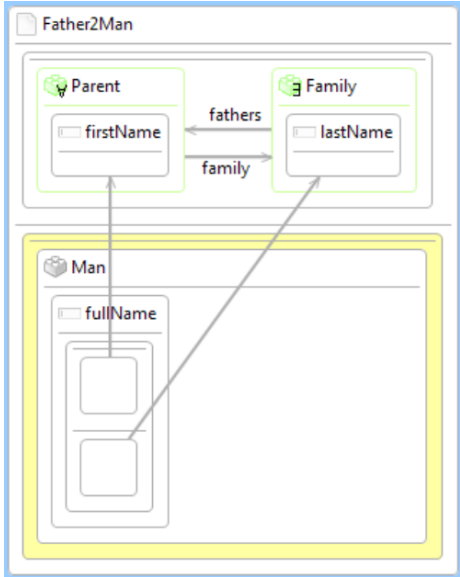 Father2Man
Parent
Family
firstName
fathers
lastName
family
Man
fullName